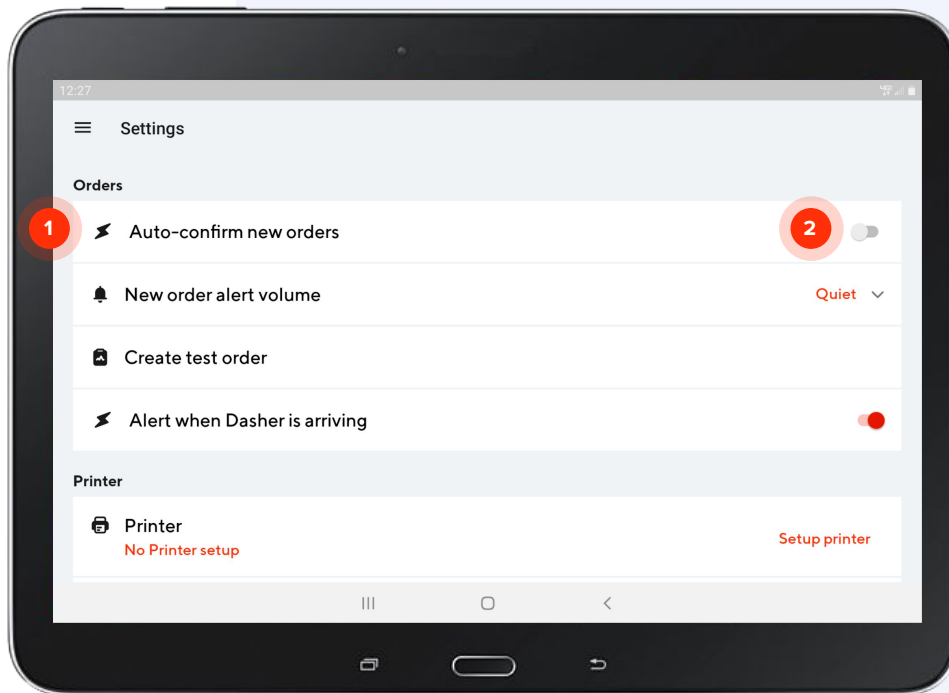 12:27
Settings
Orders
1
Auto-confirm new orders
2
New order alert volume
Quiet
Create test order
Alert when Dasher is arriving
Printer
Printer
Setup printer
No Printer setup